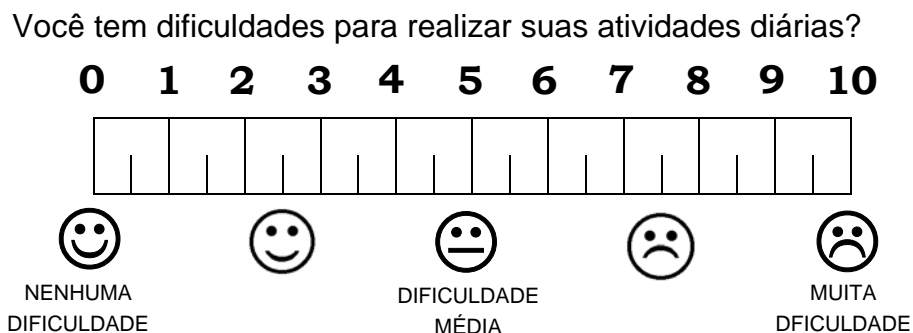 Você tem dificuldades para realizar suas atividades diárias?
0 1 2 3 4 5 6 7 8 9 10
NENHUMA DIFICULDADE
DIFICULDADE MÉDIA
MUITA DFICULDADE